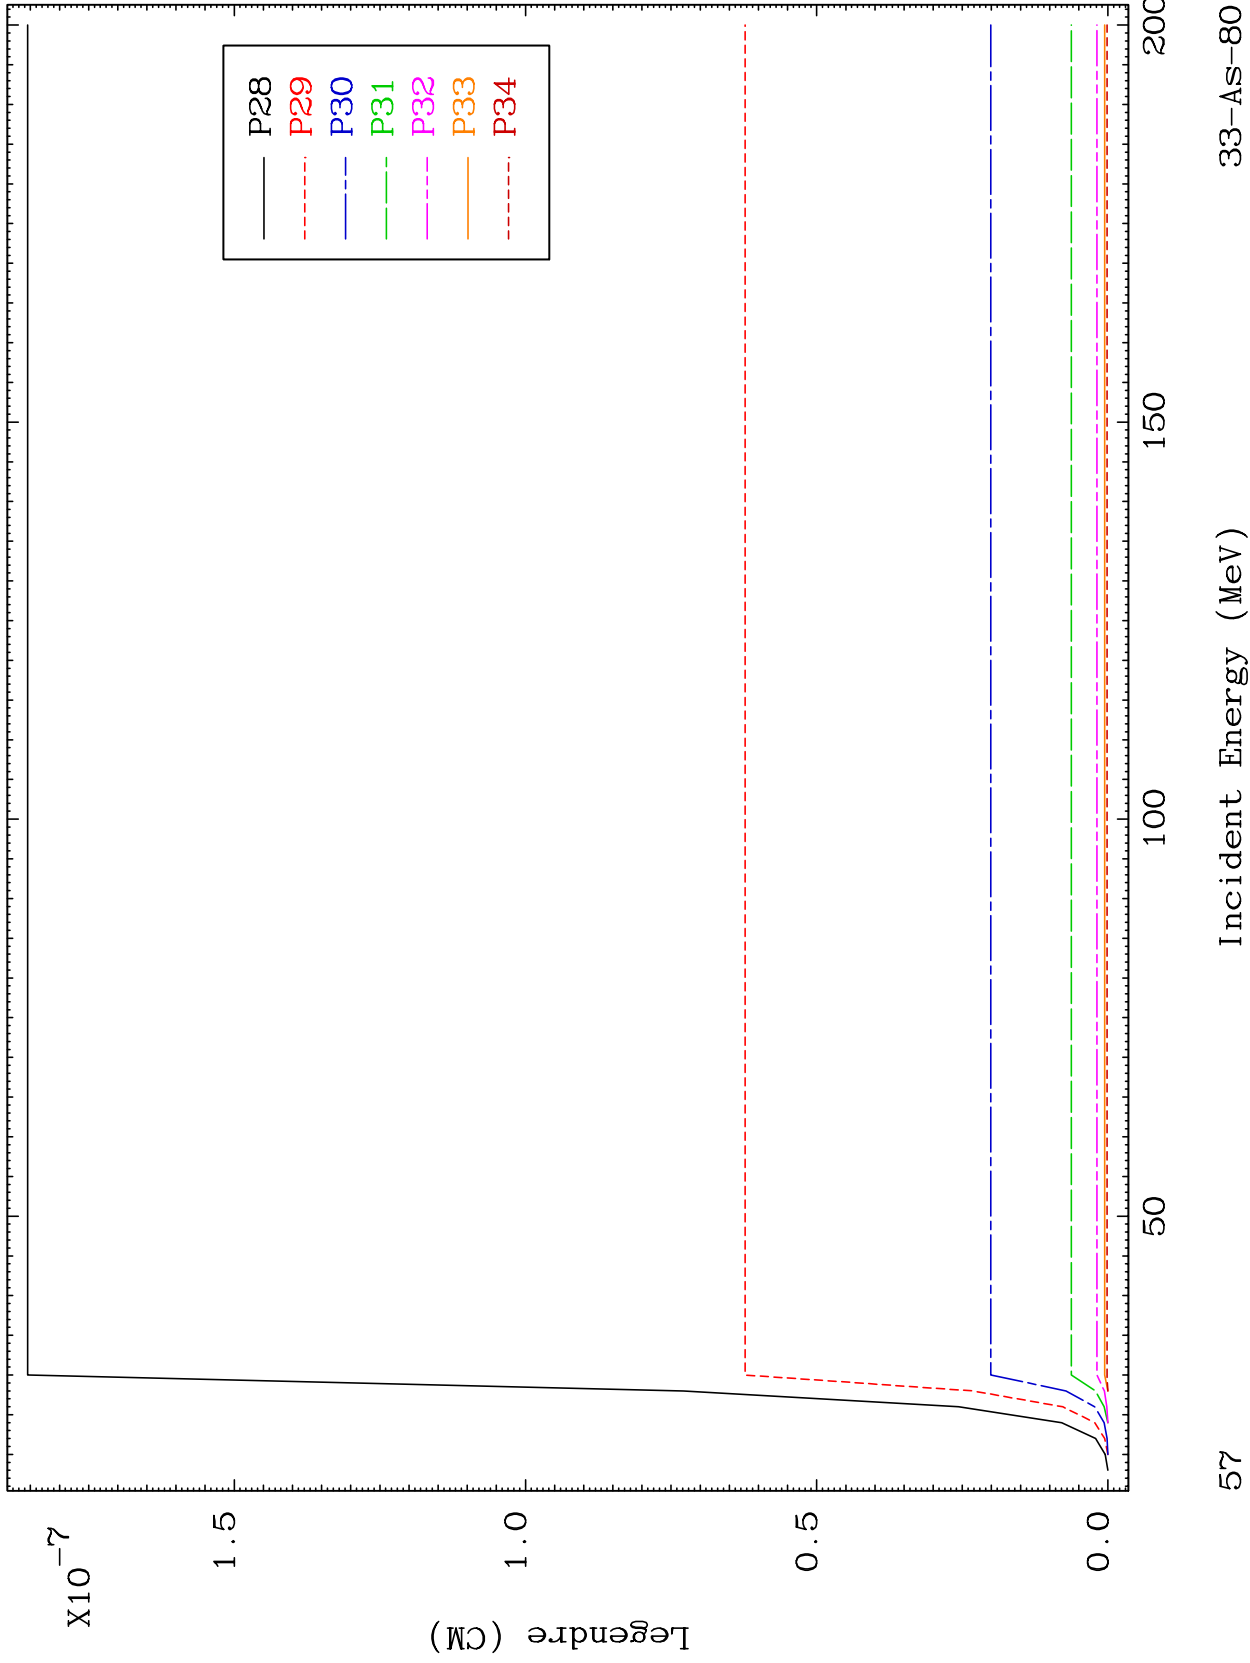 X10-7
1.5
1.0
0.5
0.0
Legendre (CM)
P28
P29
P30
P31
P32
P33
P34
50
100
150
200
Incident Energy (MeV)
57
33-As-80